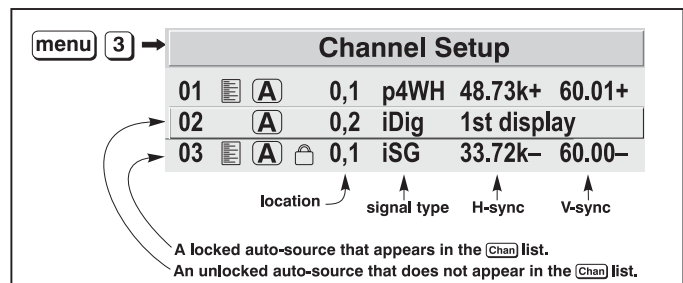 menu 3 Channel Setup
01 A 0,1 p4WH 48.73k+ 60.01+
02 A 0,2 iDig 1st display
03 A 0,1 iSG 33.72k– 60.00–
location signal type H-sync V-sync
A locked auto-source that appears in the Chan list.
An unlocked auto-source that does not appear in the Chan list.